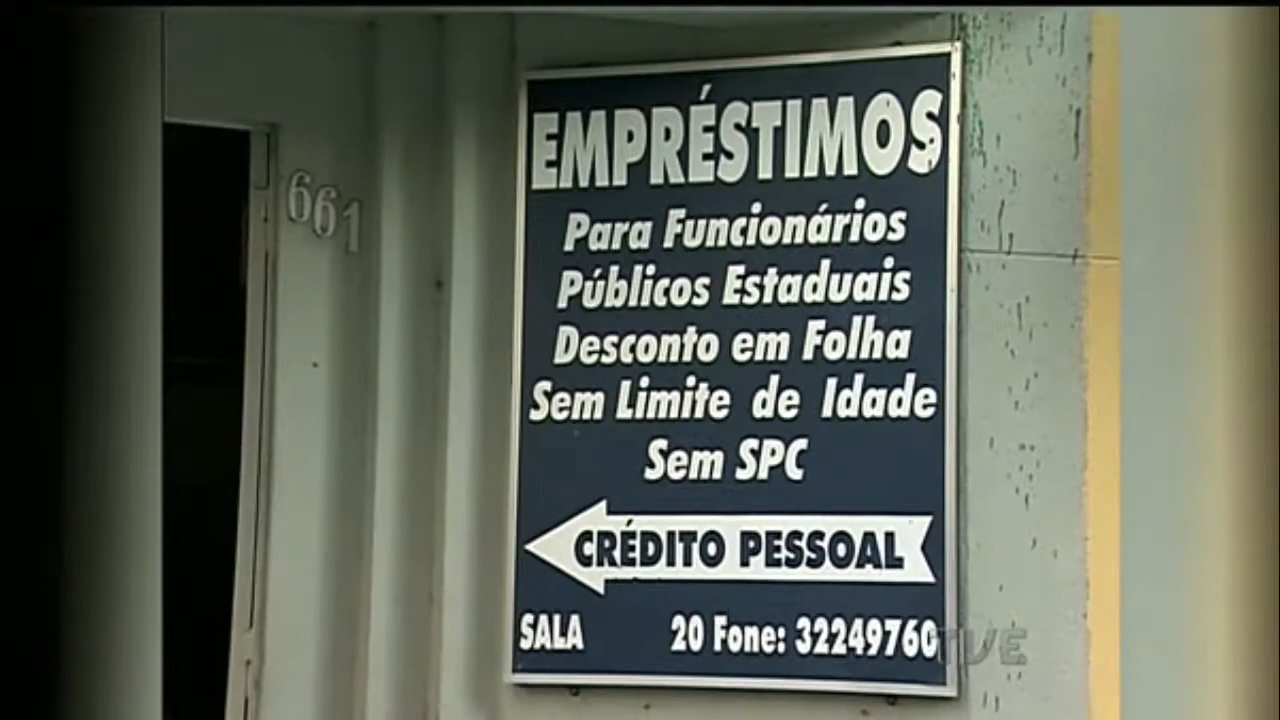 661
EMPRÉSTIMOS
Para Funcionários
Públicos Estaduais
Desconto em Folha
Sem Limite de Idade
Sem SPC
CRÉDITO PESSOAL
SALA 20 Fone: 32249760
TVE